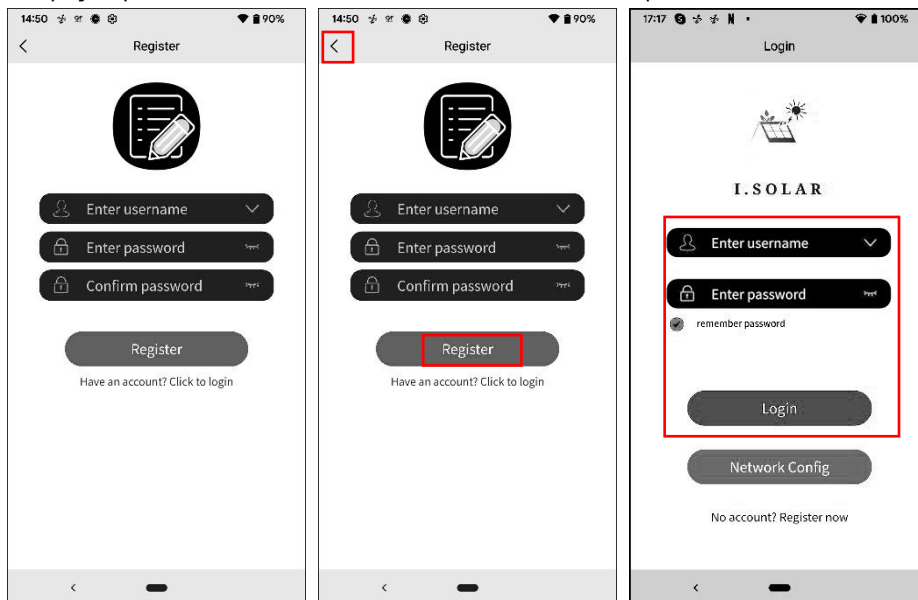 14:50 90%
Register
Enter username
Enter password
Confirm password
Register
Have an account? Click to login
14:50 90%
Register
Enter username
Enter password
Confirm password
Register
Have an account? Click to login
17:17 100%
Login
I.SOLAR
Enter username
Enter password
remember password
Login
Network Config
No account? Register now